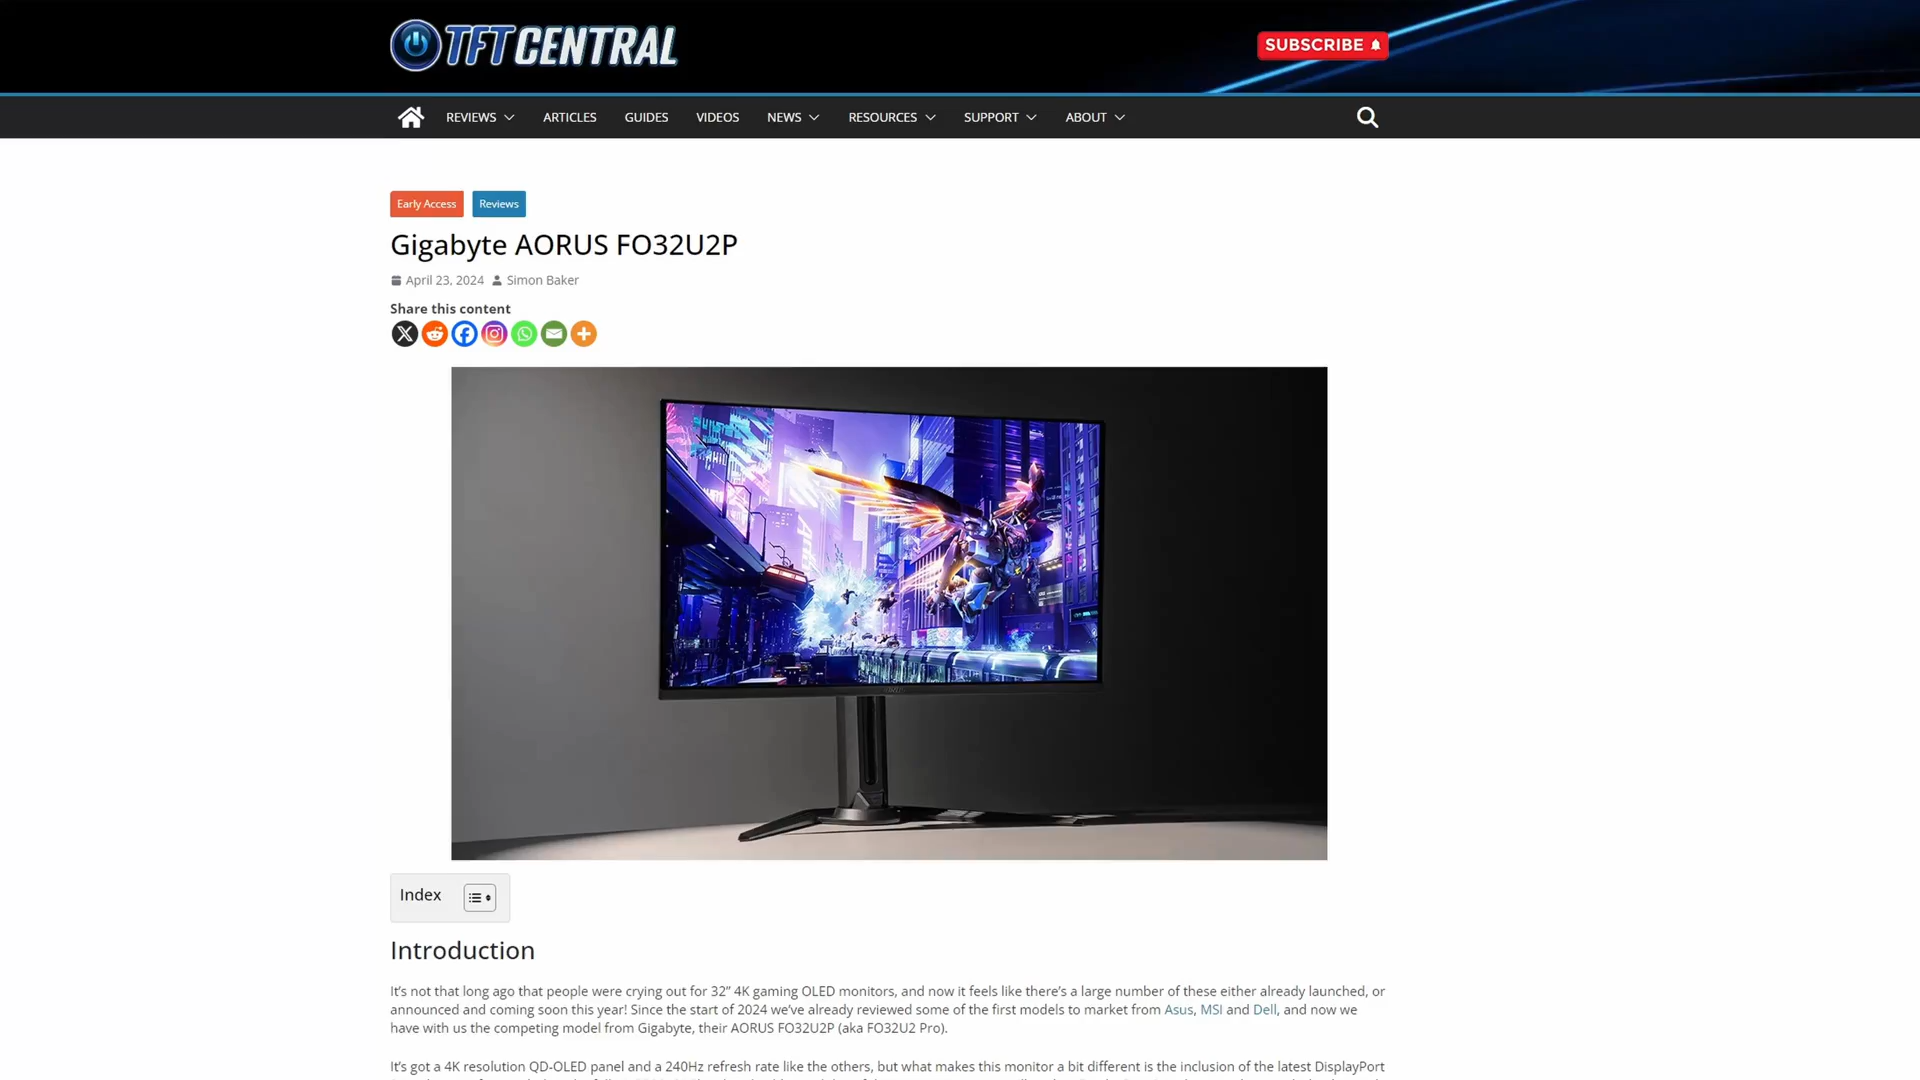 TFTCENTRAL
SUBSCRIBE
REVIEWS ARTICLES GUIDES VIDEOS NEWS RESOURCES SUPPORT ABOUT
Early Access Reviews
Gigabyte AORUS FO32U2P
April 23, 2024 Simon Baker
Share this content
Index
Introduction
It's not that long ago that people were crying out for 32" 4K gaming OLED monitors, and now it feels like there's a large number of these either already launched, or
announced and coming soon this year! Since the start of 2024 we've already reviewed some of the first models to market from Asus, MSI and Dell, and now we
have with us the competing model from Gigabyte, their AORUS FO32U2P (aka FO32U2 Pro).
It's got a 4K resolution QD-OLED panel and a 240Hz refresh rate like the others, but what makes this monitor a bit different is the inclusion of the latest DisplayPort